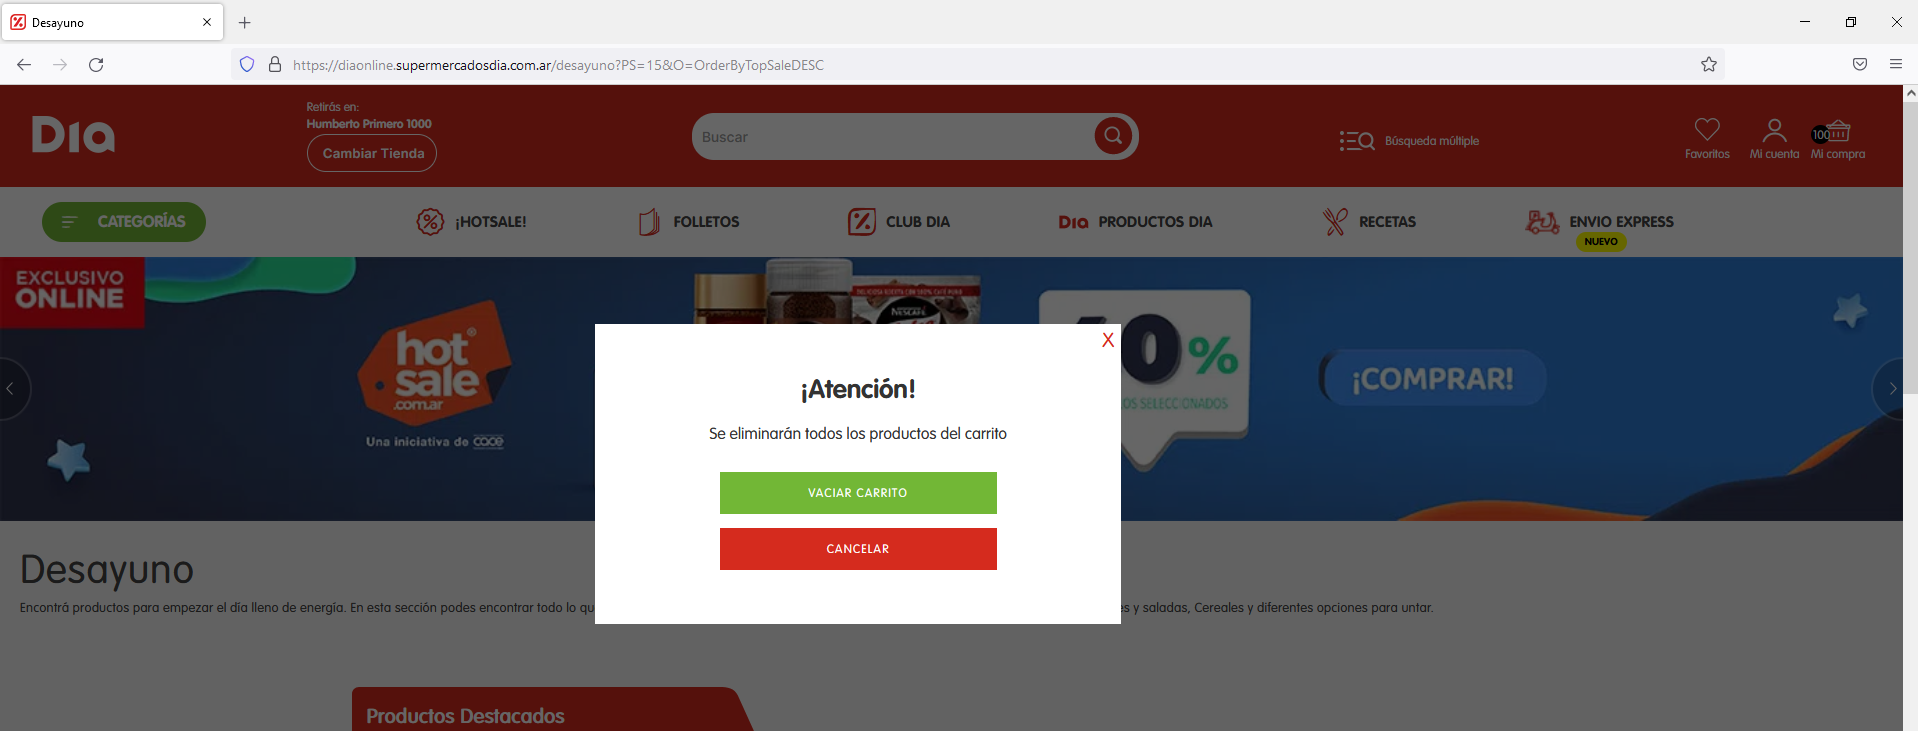 Desayuno
https://diaonline.supermercadosdia.com.ar/desayuno?PS=15&O=OrderByTopSaleDESC
Dia
Retirás en:
Humberto Primero 1000
Cambiar Tienda
Buscar
Búsqueda múltiple
Favoritos
Mi cuenta
100
Mi compra
CATEGORÍAS
¡HOTSALE!
FOLLETOS
CLUB DIA
Dia PRODUCTOS DIA
RECETAS
ENVIO EXPRESS
NUEVO
EXCLUSIVO
ONLINE
hot
sale
.com.ar
Una iniciativa de cace
NESCAFÉ
0%
OS SELECCIONADOS
¡COMPRAR!
X
¡Atención!
Se eliminarán todos los productos del carrito
VACIAR CARRITO
CANCELAR
Desayuno
Encontrá productos para empezar el día lleno de energía. En esta sección podes encontrar todo lo qu
es y saladas, Cereales y diferentes opciones para untar.
Productos Destacados